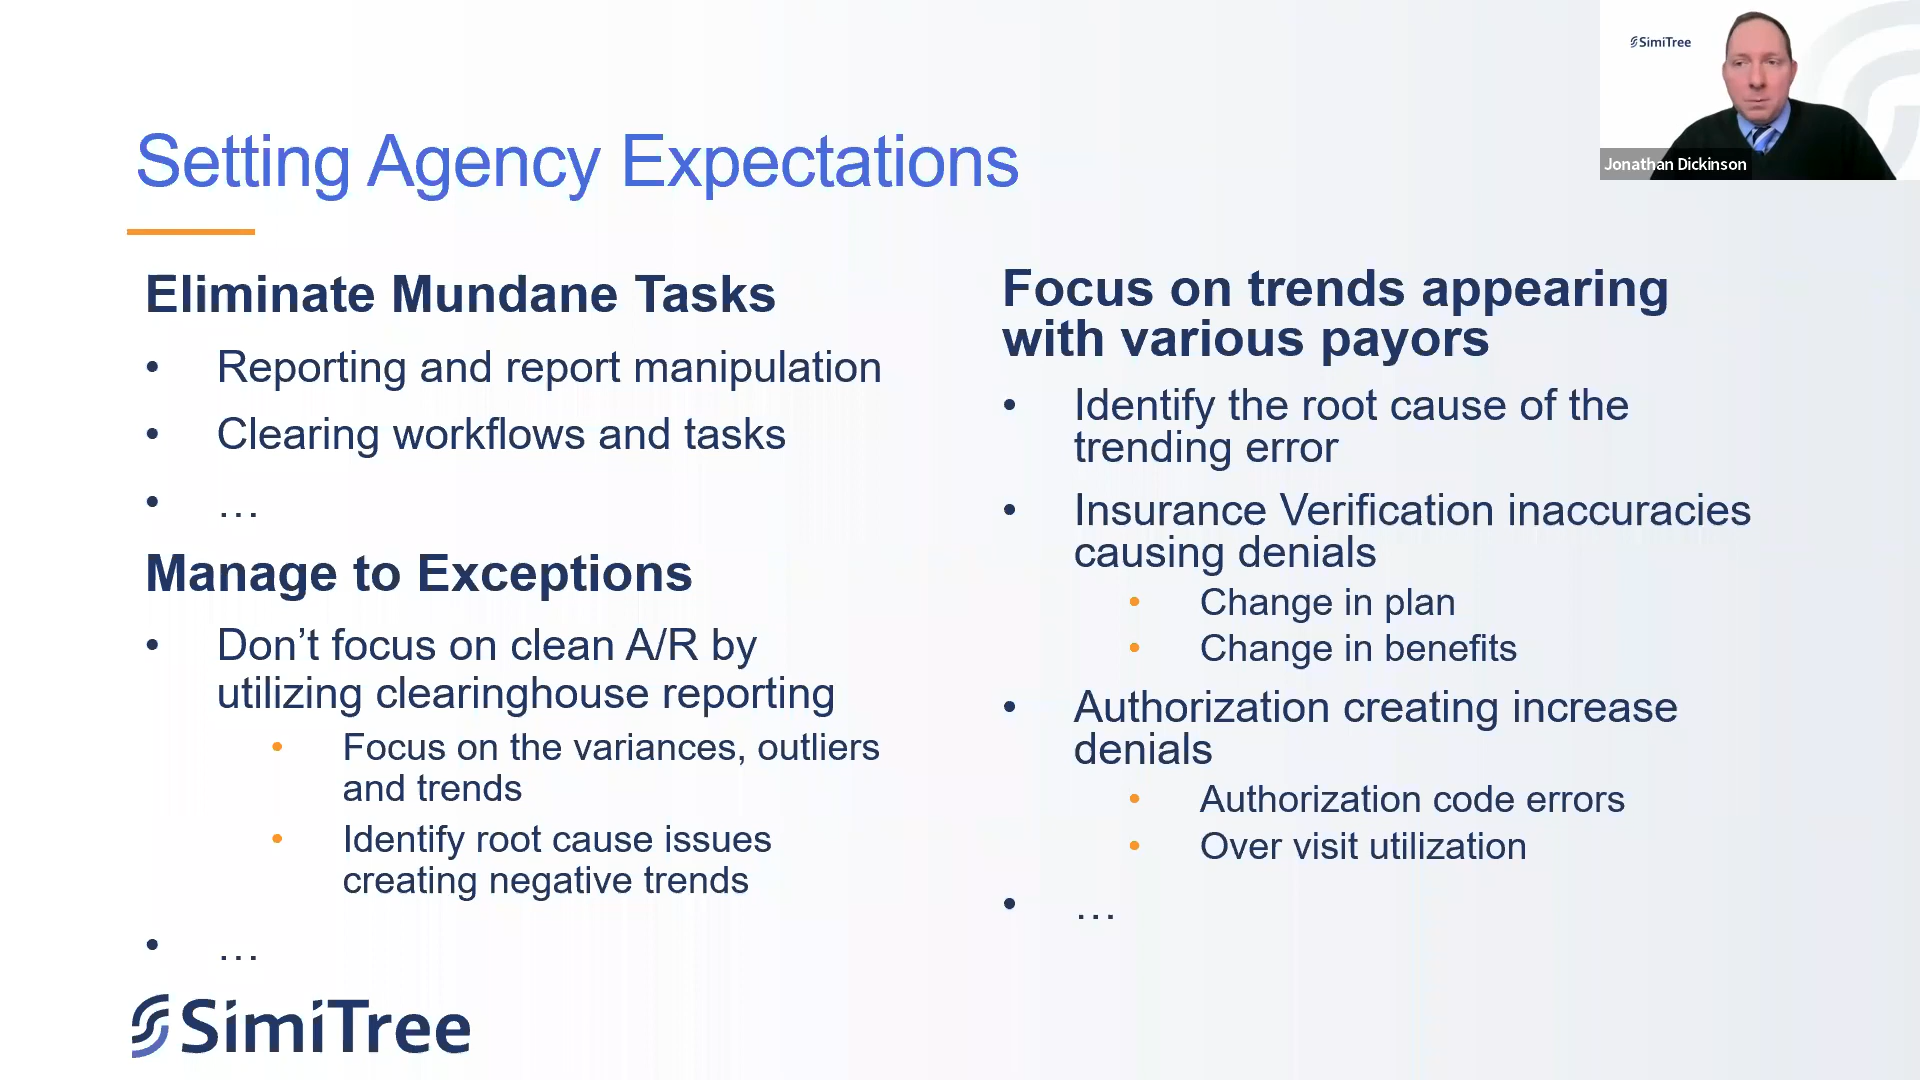 SimiTree
Jonathan Dickinson
Setting Agency Expectations
Eliminate Mundane Tasks
• Reporting and report manipulation
• Clearing workflows and tasks
• …
Manage to Exceptions
• Don’t focus on clean A/R by
utilizing clearinghouse reporting
• Focus on the variances, outliers
and trends
• Identify root cause issues
creating negative trends
• …
Focus on trends appearing
with various payors
• Identify the root cause of the
trending error
• Insurance Verification inaccuracies
causing denials
• Change in plan
• Change in benefits
• Authorization creating increase
denials
• Authorization code errors
• Over visit utilization
• …
SimiTree